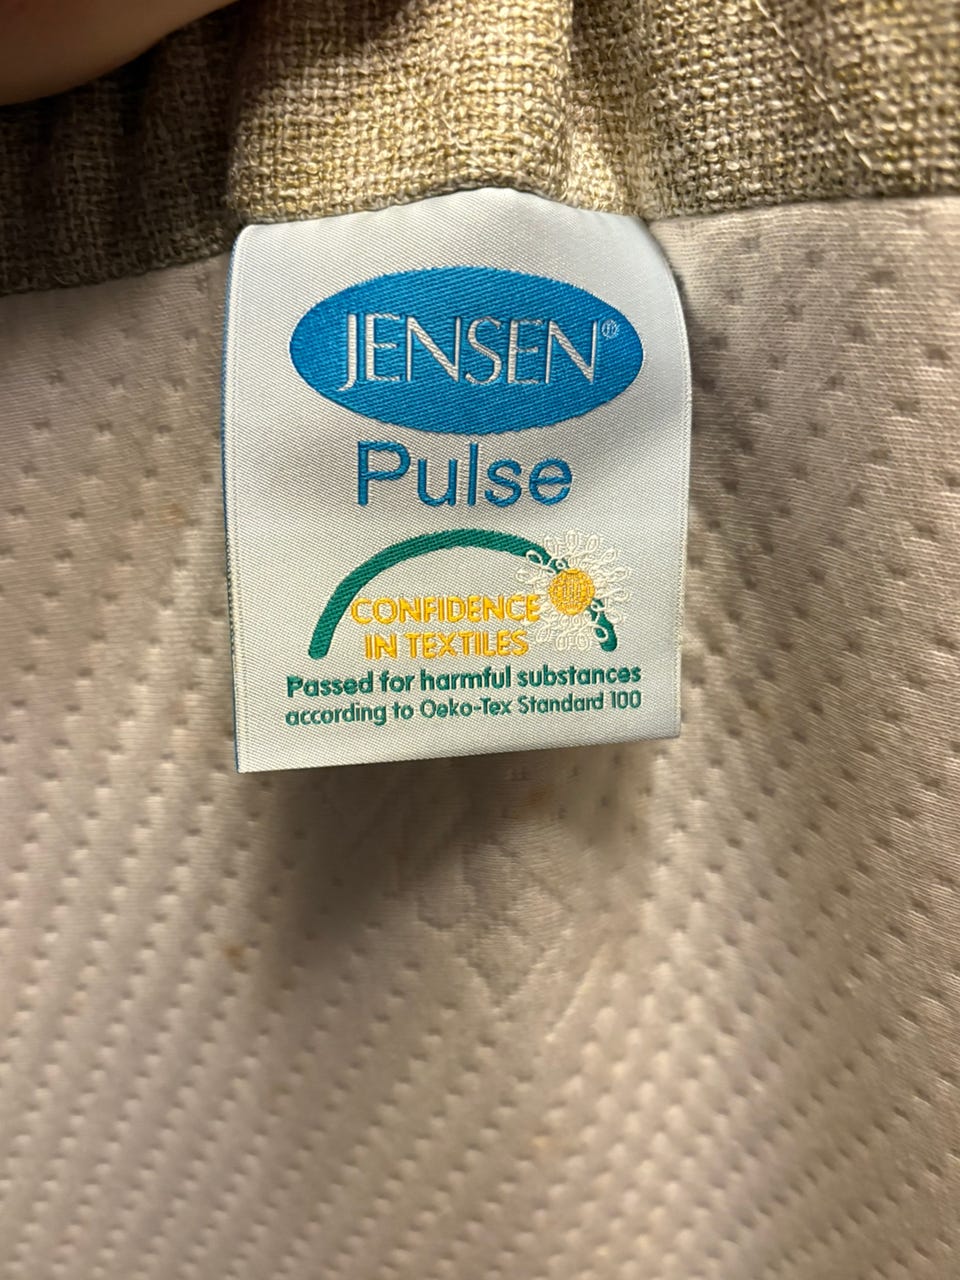 JENSEN®
Pulse
CONFIDENCE
IN TEXTILES
Passed for harmful substances
according to Oeko-Tex Standard 100